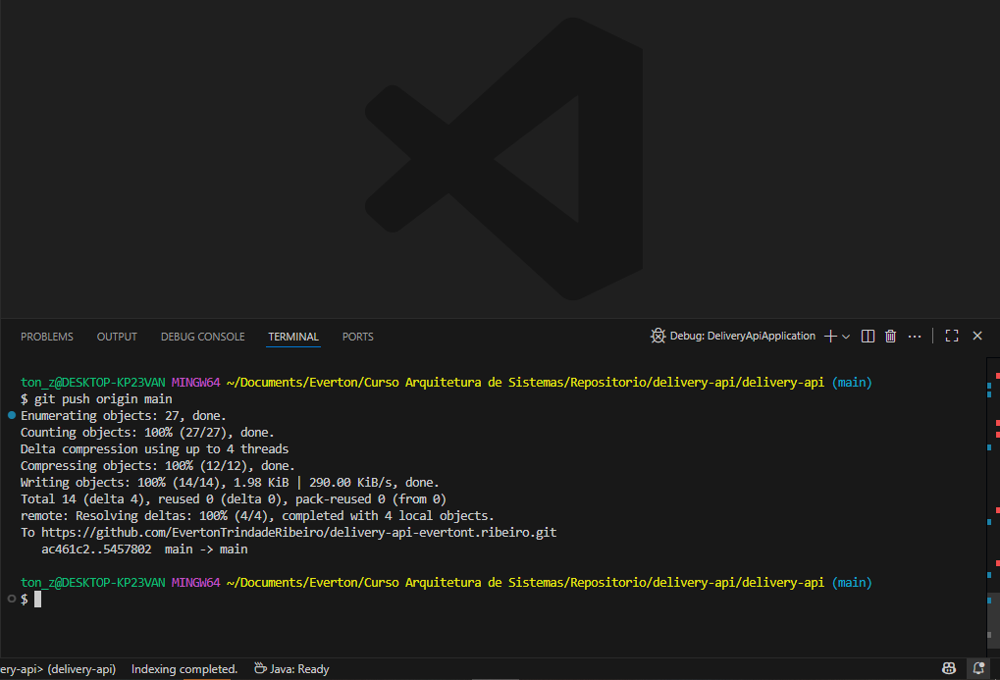 PROBLEMS OUTPUT DEBUG CONSOLE TERMINAL PORTS Debug: DeliveryApiApplication
ton_z@DESKTOP-KP23VAN MINGW64 ~/Documents/Everton/Curso Arquitetura de Sistemas/Repositorio/delivery-api/delivery-api (main)
$ git push origin main
Enumerating objects: 27, done.
Counting objects: 100% (27/27), done.
Delta compression using up to 4 threads
Compressing objects: 100% (12/12), done.
Writing objects: 100% (14/14), 1.98 KiB | 290.00 KiB/s, done.
Total 14 (delta 4), reused 0 (delta 0), pack-reused 0 (from 0)
remote: Resolving deltas: 100% (4/4), completed with 4 local objects.
To https://github.com/EvertonTrindadeRibeiro/delivery-api-evertont.ribeiro.git
ac461c2..5457802  main -> main
ton_z@DESKTOP-KP23VAN MINGW64 ~/Documents/Everton/Curso Arquitetura de Sistemas/Repositorio/delivery-api/delivery-api (main)
$
ery-api> (delivery-api) Indexing completed. Java: Ready